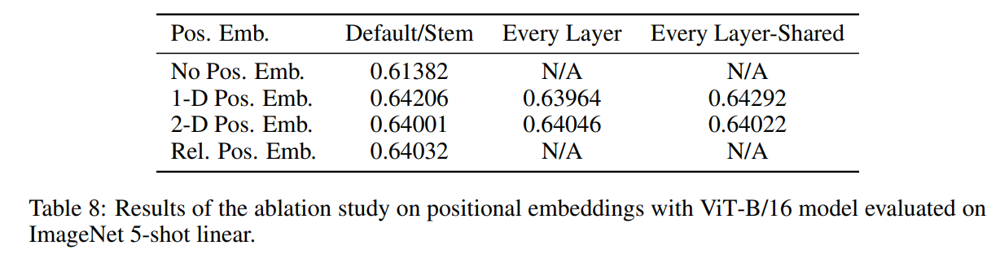 Pos. Emb. Default/Stem Every Layer Every Layer-Shared
No Pos. Emb. 0.61382 N/A N/A
1-D Pos. Emb. 0.64206 0.63964 0.64292
2-D Pos. Emb. 0.64001 0.64046 0.64022
Rel. Pos. Emb. 0.64032 N/A N/A
Table 8: Results of the ablation study on positional embeddings with ViT-B/16 model evaluated on
ImageNet 5-shot linear.